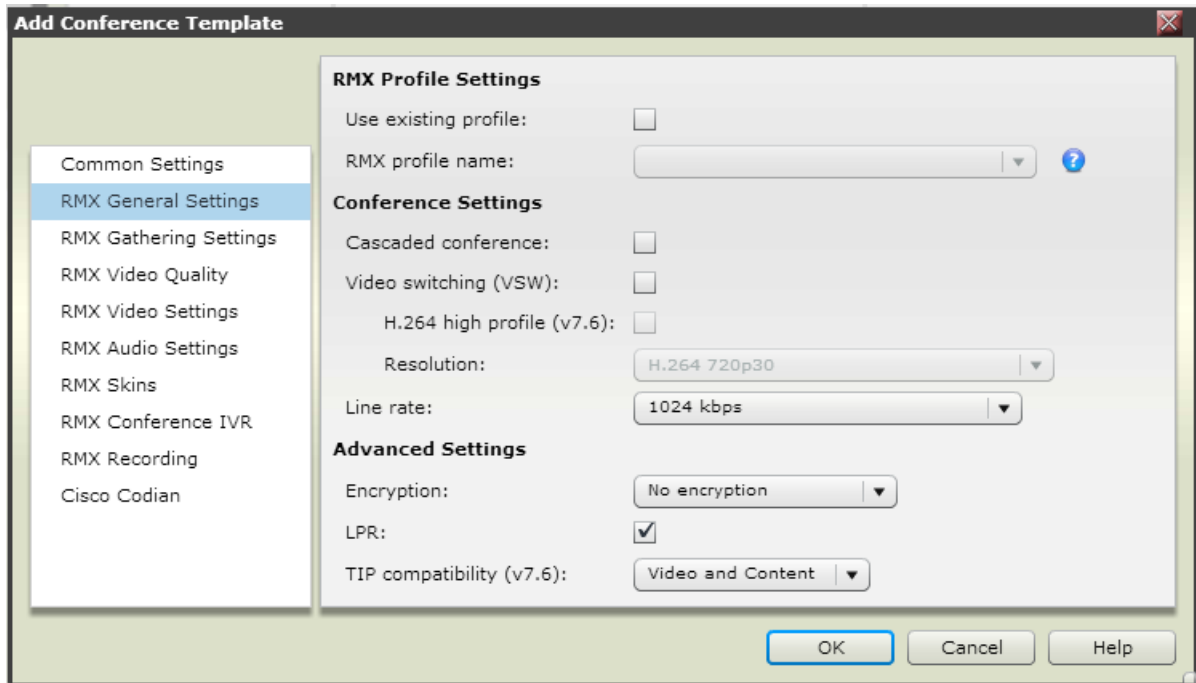 Add Conference Template
Common Settings
RMX General Settings
RMX Gathering Settings
RMX Video Quality
RMX Video Settings
RMX Audio Settings
RMX Skins
RMX Conference IVR
RMX Recording
Cisco Codian
RMX Profile Settings
Use existing profile:
RMX profile name:
?
Conference Settings
Cascaded conference:
Video switching (VSW):
H.264 high profile (v7.6):
Resolution: H.264 720p30
Line rate: 1024 kbps
Advanced Settings
Encryption: No encryption
LPR:
TIP compatibility (v7.6): Video and Content
OK Cancel Help